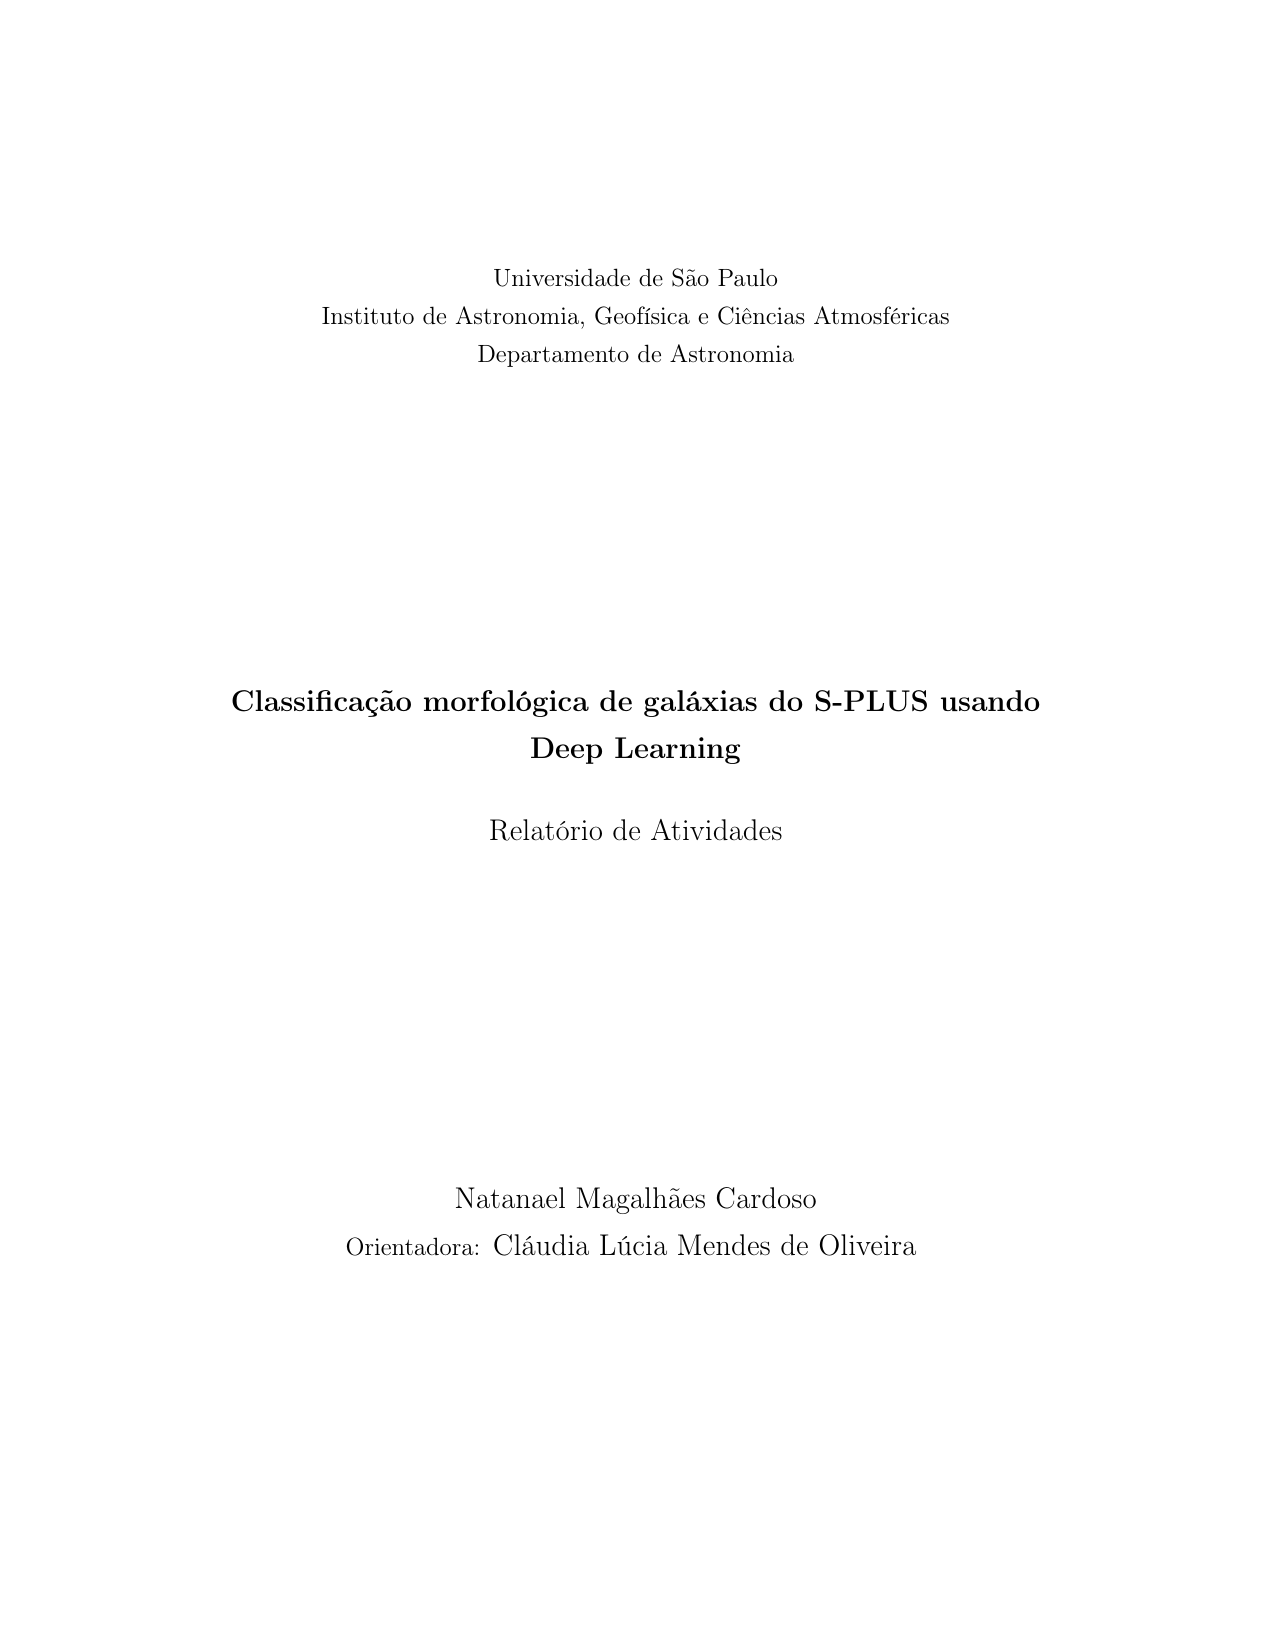 Universidade de São Paulo
Instituto de Astronomia, Geofísica e Ciências Atmosféricas
Departamento de Astronomia
Classificação morfológica de galáxias do S-PLUS usando
Deep Learning
Relatório de Atividades
Natanael Magalhães Cardoso
Orientadora: Cláudia Lúcia Mendes de Oliveira